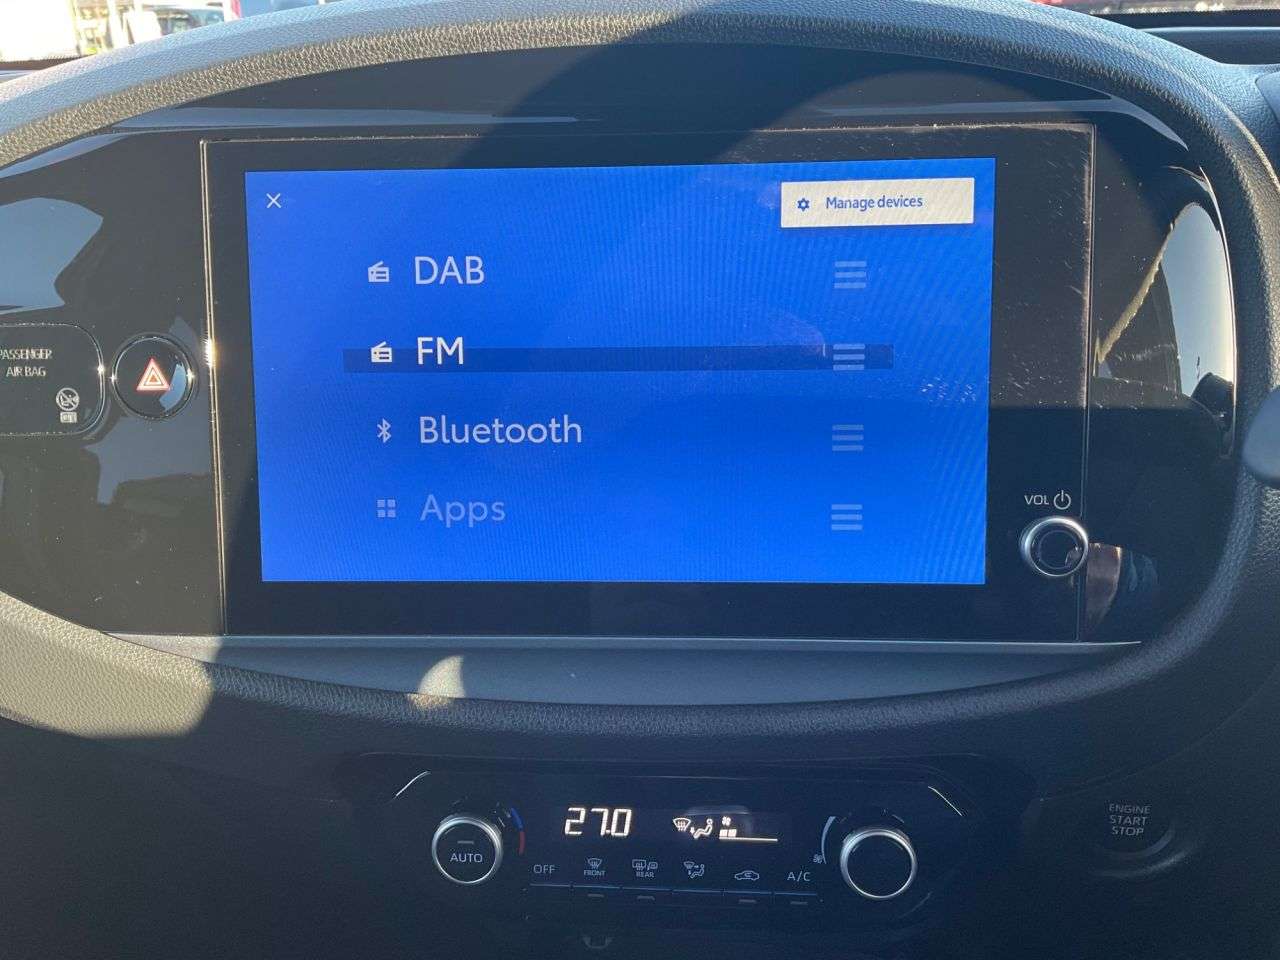 Manage devices
DAB
FM
Bluetooth
Apps
PASSENGER
AIR BAG
VOL
27.0
AUTO
OFF
FRONT
REAR
A/C
ENGINE
START
STOP